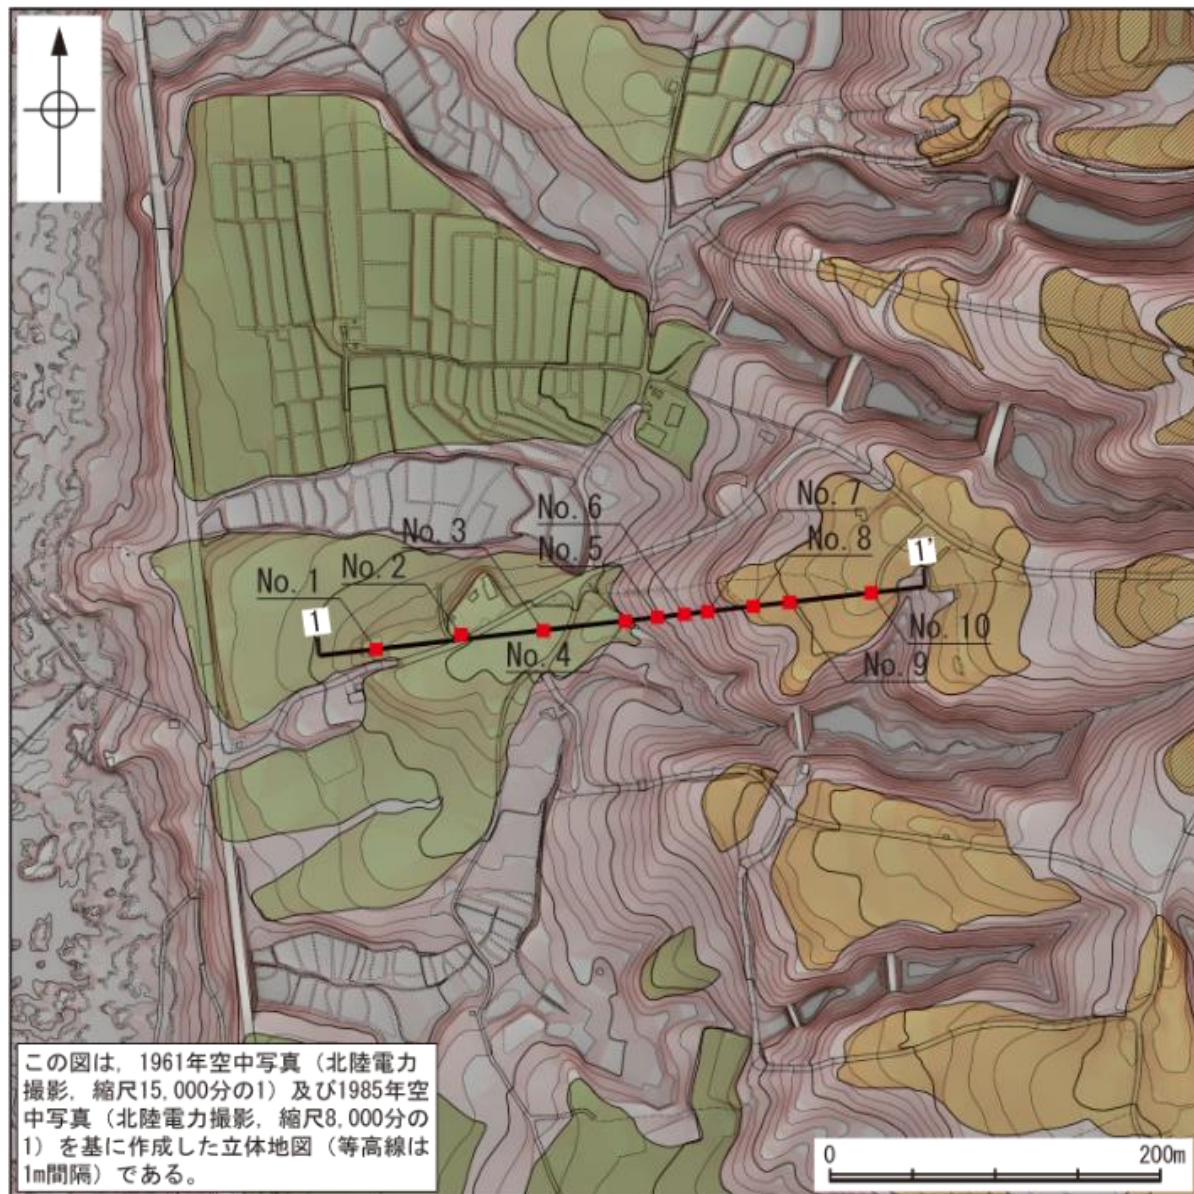 No. 6
No. 7
No. 3
No. 5
No. 8
No. 2
1'
No. 1
1
No. 10
No. 4
No. 9
この図は，1961年空中写真（北陸電力
撮影，縮尺15,000分の1）及び1985年空
中写真（北陸電力撮影，縮尺8,000分の
1）を基に作成した立体地図（等高線は
1m間隔）である。
0 200m